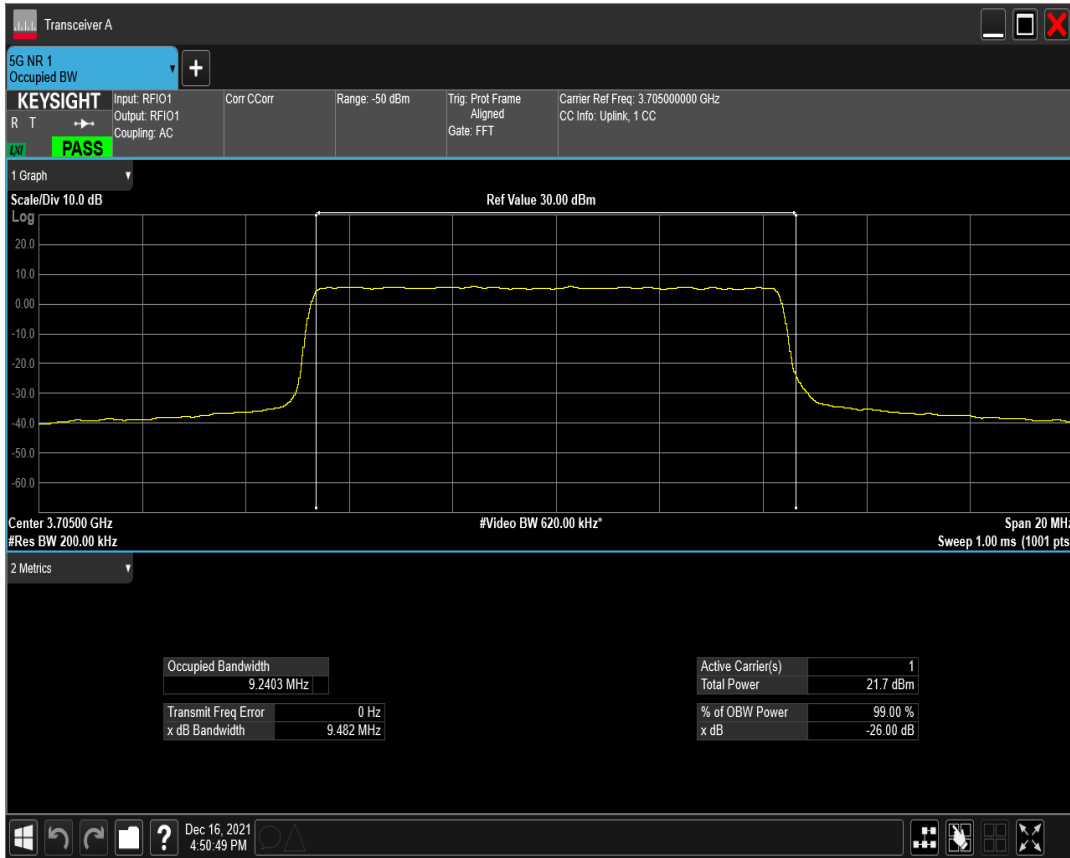 Transceiver A
5G NR 1
Occupied BW
+
KEYSIGHT
R T
LXI
PASS
Input: RFIO1
Output: RFIO1
Coupling: AC
Corr CCorr
Range: -50 dBm
Trig: Prot Frame
Aligned
Gate: FFT
Carrier Ref Freq: 3.705000000 GHz
CC Info: Uplink, 1 CC
1 Graph
Scale/Div 10.0 dB
Ref Value 30.00 dBm
Log
20.0
10.0
0.00
-10.0
-20.0
-30.0
-40.0
-50.0
-60.0
Center 3.70500 GHz
#Video BW 620.00 kHz*
Span 20 MHz
#Res BW 200.00 kHz
Sweep 1.00 ms (1001 pts
2 Metrics
Occupied Bandwidth
9.2403 MHz
Transmit Freq Error 0 Hz
x dB Bandwidth 9.482 MHz
Active Carrier(s) 1
Total Power 21.7 dBm
% of OBW Power 99.00 %
x dB -26.00 dB
?
Dec 16, 2021
4:50:49 PM